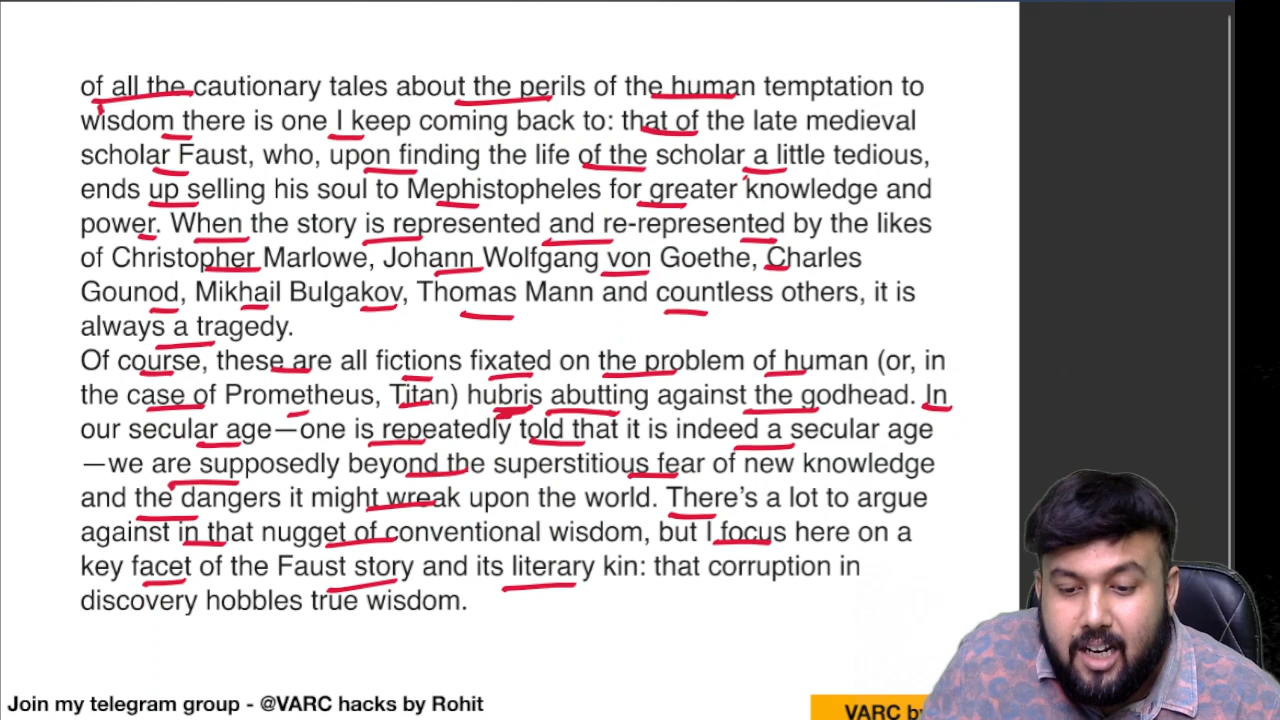 of all the cautionary tales about the perils of the human temptation to
wisdom there is one I keep coming back to: that of the late medieval
scholar Faust, who, upon finding the life of the scholar a little tedious,
ends up selling his soul to Mephistopheles for greater knowledge and
power. When the story is represented and re-represented by the likes
of Christopher Marlowe, Johann Wolfgang von Goethe, Charles
Gounod, Mikhail Bulgakov, Thomas Mann and countless others, it is
always a tragedy.
Of course, these are all fictions fixated on the problem of human (or, in
the case of Prometheus, Titan) hubris abutting against the godhead. In
our secular age—one is repeatedly told that it is indeed a secular age
—we are supposedly beyond the superstitious fear of new knowledge
and the dangers it might wreak upon the world. There's a lot to argue
against in that nugget of conventional wisdom, but I focus here on a
key facet of the Faust story and its literary kin: that corruption in
discovery hobbles true wisdom.
Join my telegram group - @VARC hacks by Rohit
VARC by